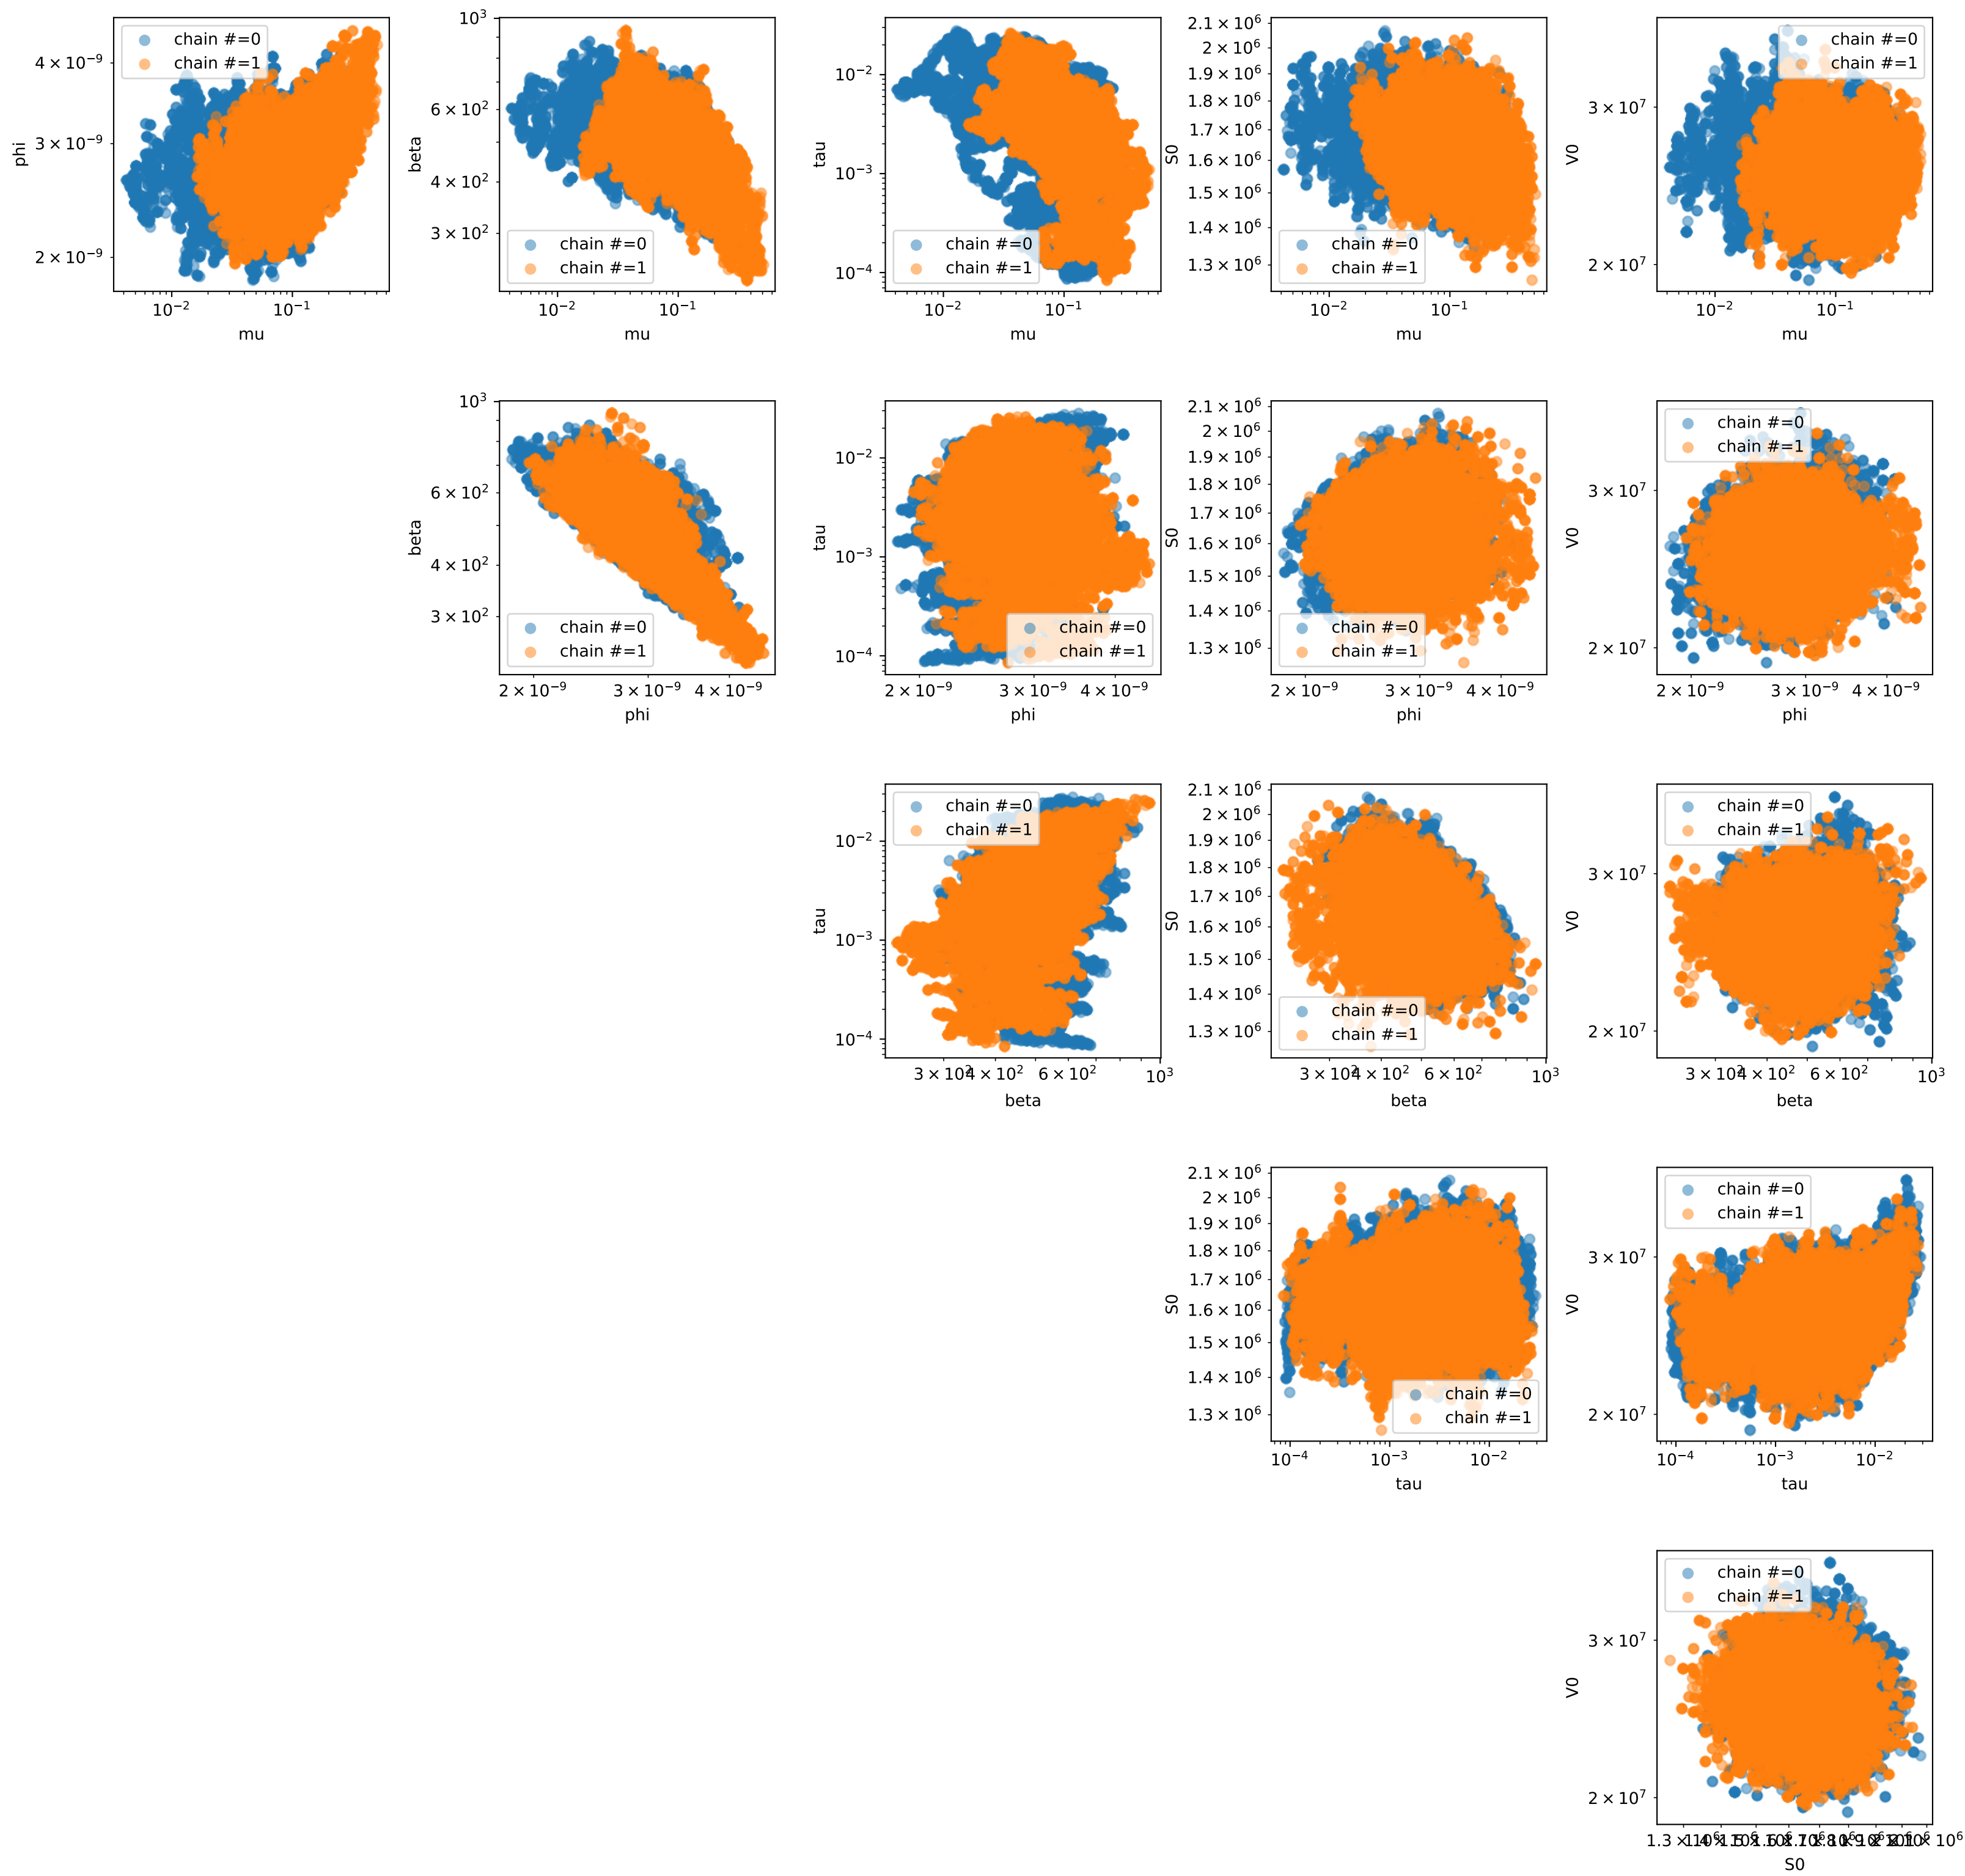 phi
4 × 10⁻⁹
3 × 10⁻⁹
2 × 10⁻⁹
chain #=0
chain #=1
10⁻² 10⁻¹
mu
beta
10³
6 × 10²
4 × 10²
3 × 10²
chain #=0
chain #=1
10⁻² 10⁻¹
mu
tau
10⁻²
10⁻³
10⁻⁴
chain #=0
chain #=1
10⁻² 10⁻¹
mu
S0
2.1 × 10⁶
2 × 10⁶
1.9 × 10⁶
1.8 × 10⁶
1.7 × 10⁶
1.6 × 10⁶
1.5 × 10⁶
1.4 × 10⁶
1.3 × 10⁶
chain #=0
chain #=1
10⁻² 10⁻¹
mu
V0
3 × 10⁷
2 × 10⁷
chain #=0
chain #=1
10⁻² 10⁻¹
mu
beta
10³
6 × 10²
4 × 10²
3 × 10²
chain #=0
chain #=1
2 × 10⁻⁹ 3 × 10⁻⁹ 4 × 10⁻⁹
phi
tau
10⁻²
10⁻³
10⁻⁴
chain #=0
chain #=1
2 × 10⁻⁹ 3 × 10⁻⁹ 4 × 10⁻⁹
phi
S0
2.1 × 10⁶
2 × 10⁶
1.9 × 10⁶
1.8 × 10⁶
1.7 × 10⁶
1.6 × 10⁶
1.5 × 10⁶
1.4 × 10⁶
1.3 × 10⁶
chain #=0
chain #=1
2 × 10⁻⁹ 3 × 10⁻⁹ 4 × 10⁻⁹
phi
V0
3 × 10⁷
2 × 10⁷
chain #=0
chain #=1
2 × 10⁻⁹ 3 × 10⁻⁹ 4 × 10⁻⁹
phi
tau
10⁻²
10⁻³
10⁻⁴
chain #=0
chain #=1
3 × 10² 4 × 10² 6 × 10² 10³
beta
S0
2.1 × 10⁶
2 × 10⁶
1.9 × 10⁶
1.8 × 10⁶
1.7 × 10⁶
1.6 × 10⁶
1.5 × 10⁶
1.4 × 10⁶
1.3 × 10⁶
chain #=0
chain #=1
3 × 10² 4 × 10² 6 × 10² 10³
beta
V0
3 × 10⁷
2 × 10⁷
chain #=0
chain #=1
3 × 10² 4 × 10² 6 × 10² 10³
beta
S0
2.1 × 10⁶
2 × 10⁶
1.9 × 10⁶
1.8 × 10⁶
1.7 × 10⁶
1.6 × 10⁶
1.5 × 10⁶
1.4 × 10⁶
1.3 × 10⁶
chain #=0
chain #=1
10⁻⁴ 10⁻³ 10⁻²
tau
V0
3 × 10⁷
2 × 10⁷
chain #=0
chain #=1
10⁻⁴ 10⁻³ 10⁻²
tau
V0
3 × 10⁷
2 × 10⁷
chain #=0
chain #=1
S0